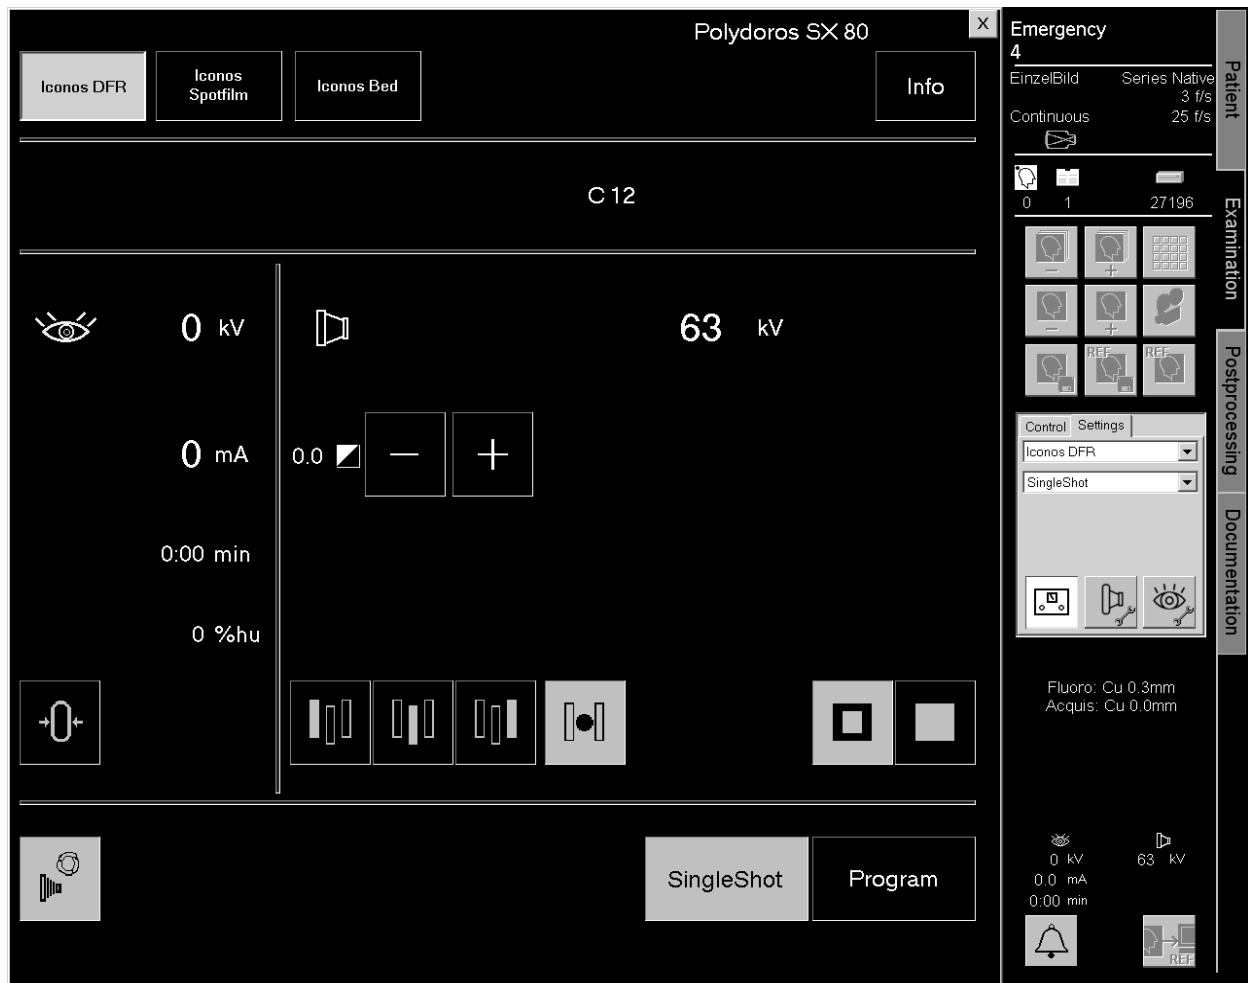 Polydoros SX 80
X
Iconos DFR
Iconos
Spotfilm
Iconos Bed
Info
C 12
0 kV
63 kV
0 mA
0.0
0:00 min
0 %hu
SingleShot
Program
Emergency
4
EinzelBild Series Native
3 f/s
Continuous 25 f/s
0 1 27196
REF
REF
Control Settings
Iconos DFR
SingleShot
Fluoro: Cu 0.3mm
Acquis: Cu 0.0mm
0 kV 63 kV
0.0 mA
0:00 min
REF
Patient
Examination
Postprocessing
Documentation